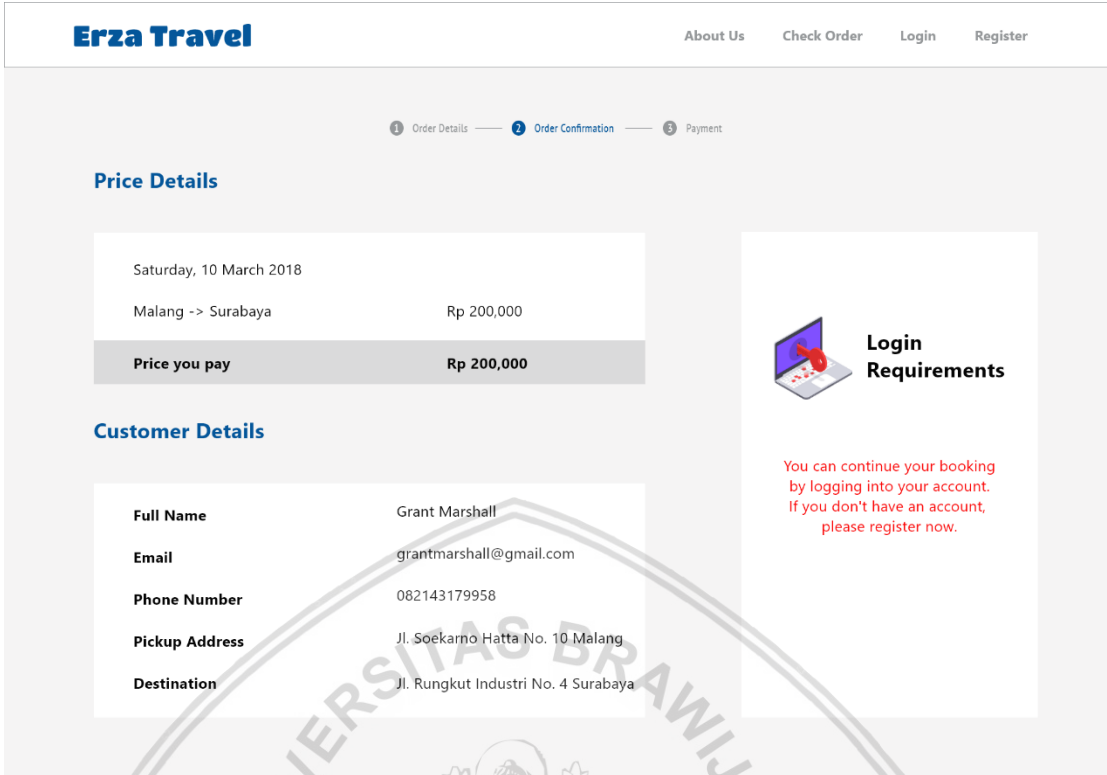 Erza Travel
About Us Check Order Login Register
1 Order Details 2 Order Confirmation 3 Payment
Price Details
Saturday, 10 March 2018
Malang -> Surabaya Rp 200,000
Price you pay Rp 200,000
Customer Details
Full Name Grant Marshall
Email grantmarshall@gmail.com
Phone Number 082143179958
Pickup Address Jl. Soekarno Hatta No. 10 Malang
Destination Jl. Rungkut Industri No. 4 Surabaya
Login
Requirements
You can continue your booking
by logging into your account.
If you don't have an account,
please register now.
ERSITAS BRAWIJ